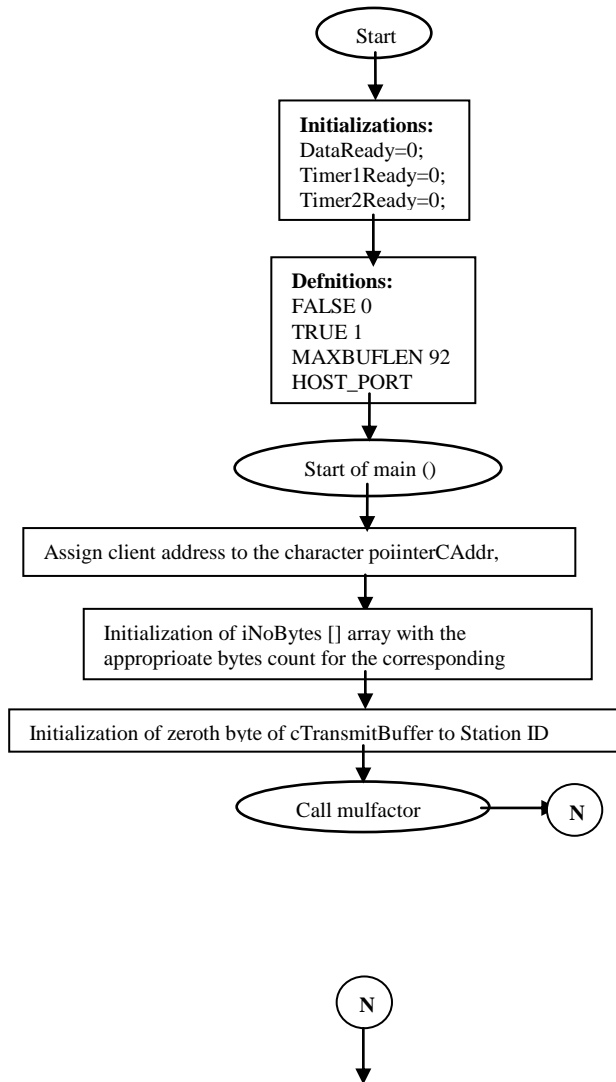 Start
Initializations:
DataReady=0;
Timer1Ready=0;
Timer2Ready=0;
Defnitions:
FALSE 0
TRUE 1
MAXBUFLEN 92
HOST_PORT
Start of main ()
Assign client address to the character poiinterCAddr,
Initialization of iNoBytes [] array with the
approprioate bytes count for the corresponding
Initialization of zeroth byte of cTransmitBuffer to Station ID
Call mulfactor
N
N